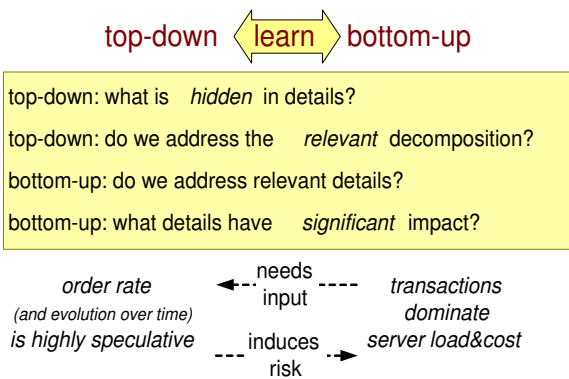 top-down learn bottom-up
top-down: what is hidden in details?
top-down: do we address the relevant decomposition?
bottom-up: do we address relevant details?
bottom-up: what details have significant impact?
order rate
(and evolution over time)
is highly speculative
needs
input
induces
risk
transactions
dominate
server load&cost